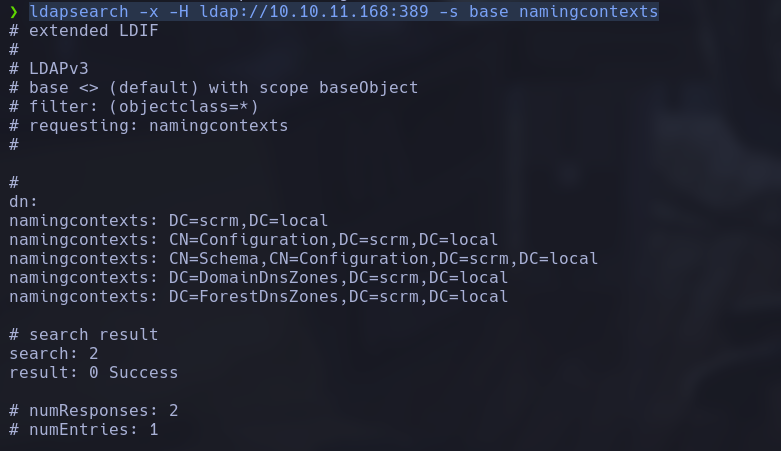 ❯ ldapsearch -x -H ldap://10.10.11.168:389 -s base namingcontexts
# extended LDIF
#
# LDAPv3
# base <> (default) with scope baseObject
# filter: (objectclass=*)
# requesting: namingcontexts
#
#
dn:
namingcontexts: DC=scrm,DC=local
namingcontexts: CN=Configuration,DC=scrm,DC=local
namingcontexts: CN=Schema,CN=Configuration,DC=scrm,DC=local
namingcontexts: DC=DomainDnsZones,DC=scrm,DC=local
namingcontexts: DC=ForestDnsZones,DC=scrm,DC=local
# search result
search: 2
result: 0 Success
# numResponses: 2
# numEntries: 1